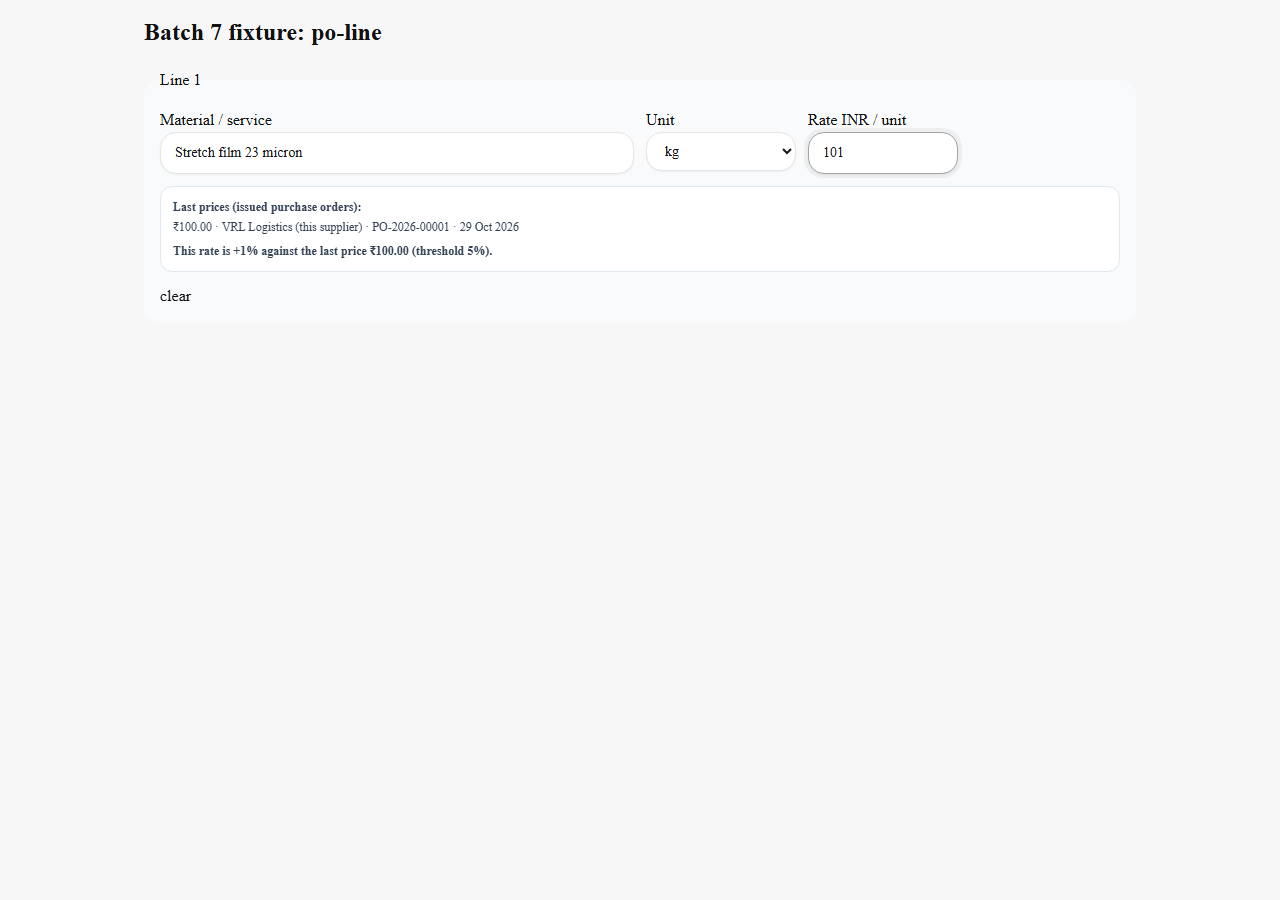 Batch 7 fixture: po-line
Line 1
Material / service
Unit
Rate INR / unit
Stretch film 23 micron
kg
101
Last prices (issued purchase orders):
₹100.00 · VRL Logistics (this supplier) · PO-2026-00001 · 29 Oct 2026
This rate is +1% against the last price ₹100.00 (threshold 5%).
clear